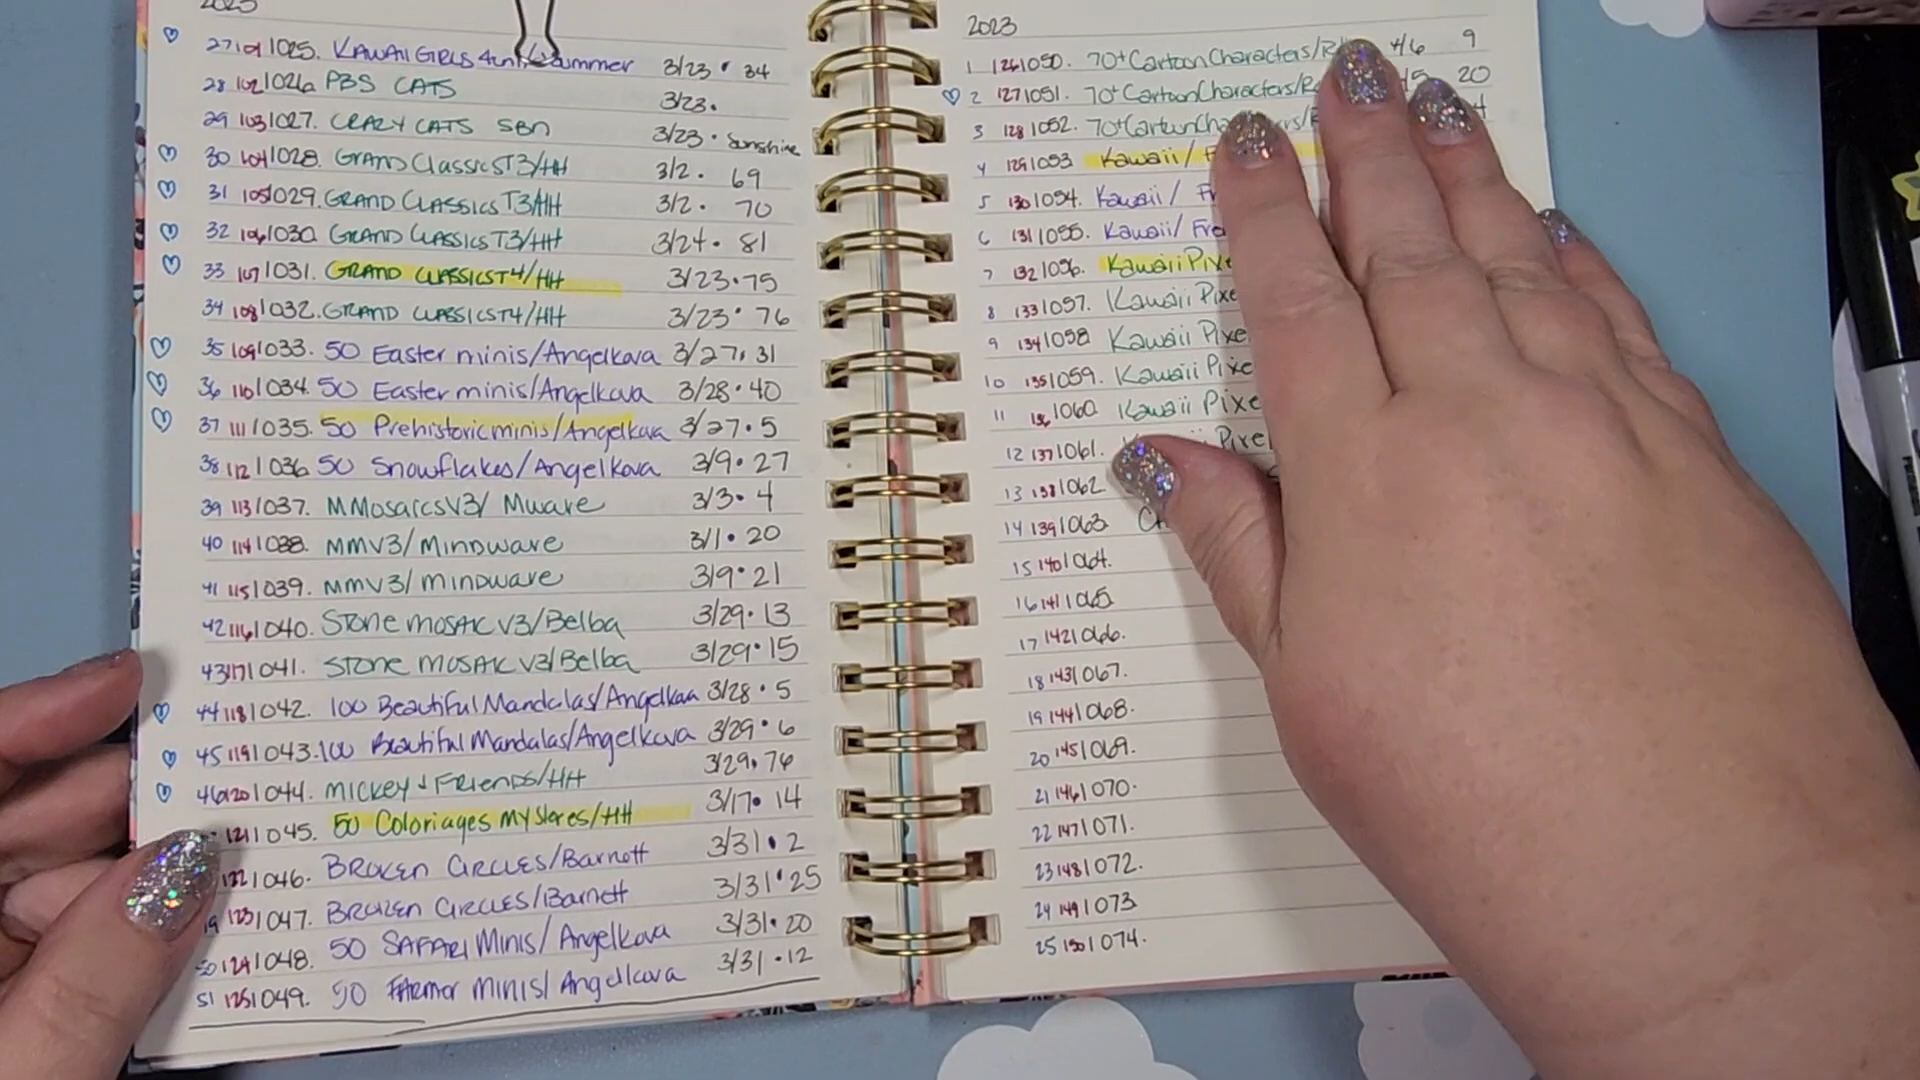 2023
27 101 1025. KAWAII GIRLS 4un Summer 3/23 • 34
28 102 1026 PBS CATS 3/23.
29 103 1027. CRAZY CATS SBN 3/23 • sunshine
30 104 1028. GRAND Classics T3/HH 3/2. 69
31 105 1029. GRAND CLASSICS T3/HH 3/2. 70
32 106 1030. GRAND CLASSICS T3/HH 3/24 • 81
33 107 1031. GRAND CLASSICS T4/HH 3/23 • 75
34 108 1032. GRAND CLASSICS T4/HH 3/23 • 76
35 109 1033. 50 Easter minis/Angelkova 3/27. 31
36 110 1034. 50 Easter minis/Angelkova 3/28 • 40
37 111 1035. 50 Prehistoric minis/Angelkova 3/27 • 5
38 112 1036 50 Snowflakes/Angelkova 3/9 • 27
39 113 1037. MMosaicsV3/ Mware 3/3 • 4
40 114 1038. MMV3/Mindware 3/1 • 20
41 115 1039. MMV3/mindware 3/9 • 21
42 116 1040. STONE MOSAIC V3/Belba 3/29 • 13
43 117 1041. STONE MOSAIC V3/Belba 3/29 • 15
44 118 1042. 100 Beautiful Mandalas/Angelkova 3/28 • 5
45 119 1043. 100 Beautiful Mandalas/Angelkova 3/29 • 6
46 120 1044. MICKEY & FRIENDS/HH 3/29. 76
121 1045. 50 Coloriages Mysteres/HH 3/17 • 14
122 1046. BROKEN CIRCLES/Barnett 3/31 • 2
123 1047. BROKEN CIRCLES/Barnett 3/31 • 25
50 124 1048. 50 SAFARI Minis/Angelkova 3/31 • 20
51 125 1049. 50 Minis/Angelkova 3/31 • 12
2023
1 126 1050. 70+ Cartoon Characters/R 4/6 9
2 127 1051. 70+ Cartoon Characters/R 20
3 128 1052. 70+ Cartoon
4 129 1053 Kawaii/ F
5 130 1054. Kawaii/ Fr
6 131 1055. Kawaii/ Fre
7 132 1056. Kawaii Pixe
8 133 1057. Kawaii Pixe
9 134 1058 Kawaii Pixe
10 135 1059. Kawaii Pixe
11 136 1060. Kawaii Pixe
12 137 1061. Pixel
13 138 1062
14 139 1063.
15 140 1064.
16 141 1065
17 142 1066.
18 143 1067.
19 144 1068.
20 145 1069.
21 146 1070.
22 147 1071.
23 148 1072.
24 149 1073
25 150 1074.